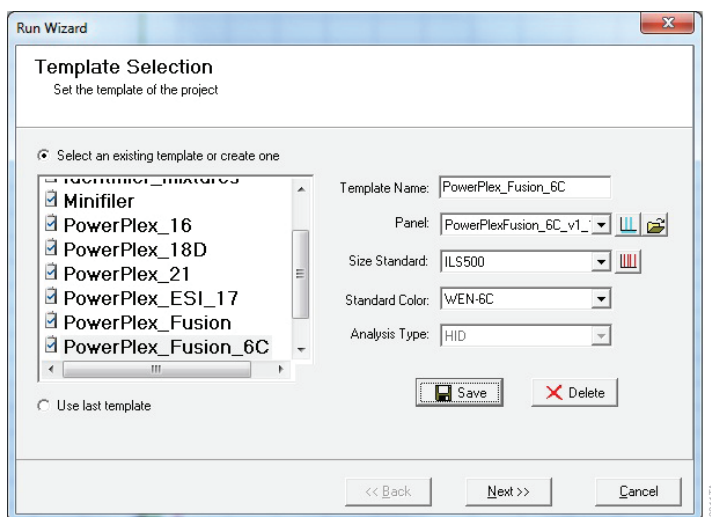 Run Wizard
Template Selection
Set the template of the project
Select an existing template or create one
Identifiler_mixtures
Minifiler
PowerPlex_16
PowerPlex_18D
PowerPlex_21
PowerPlex_ESI_17
PowerPlex_Fusion
PowerPlex_Fusion_6C
Use last template
Template Name: PowerPlex_Fusion_6C
Panel: PowerPlexFusion_6C_v1_
Size Standard: ILS500
Standard Color: WEN-6C
Analysis Type: HID
Save
Delete
<< Back
Next >>
Cancel